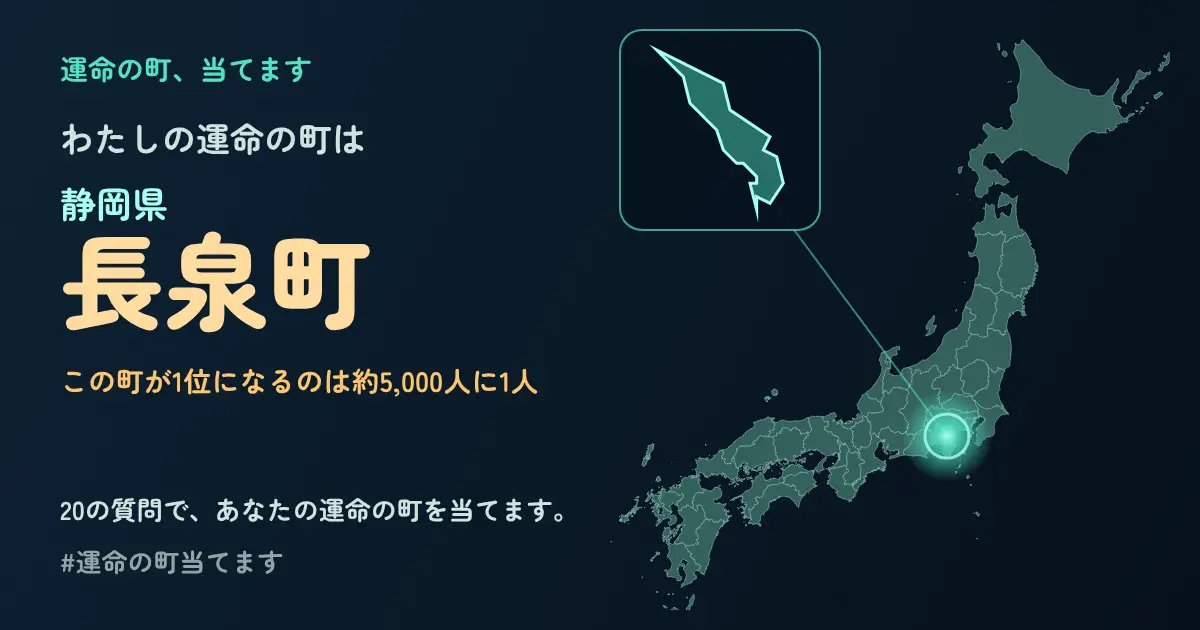 運命の町、当てます
わたしの運命の町は
静岡県
長泉町
この町が1位になるのは約5,000人に1人
20の質問で、あなたの運命の町を当てます。
#運命の町当てます